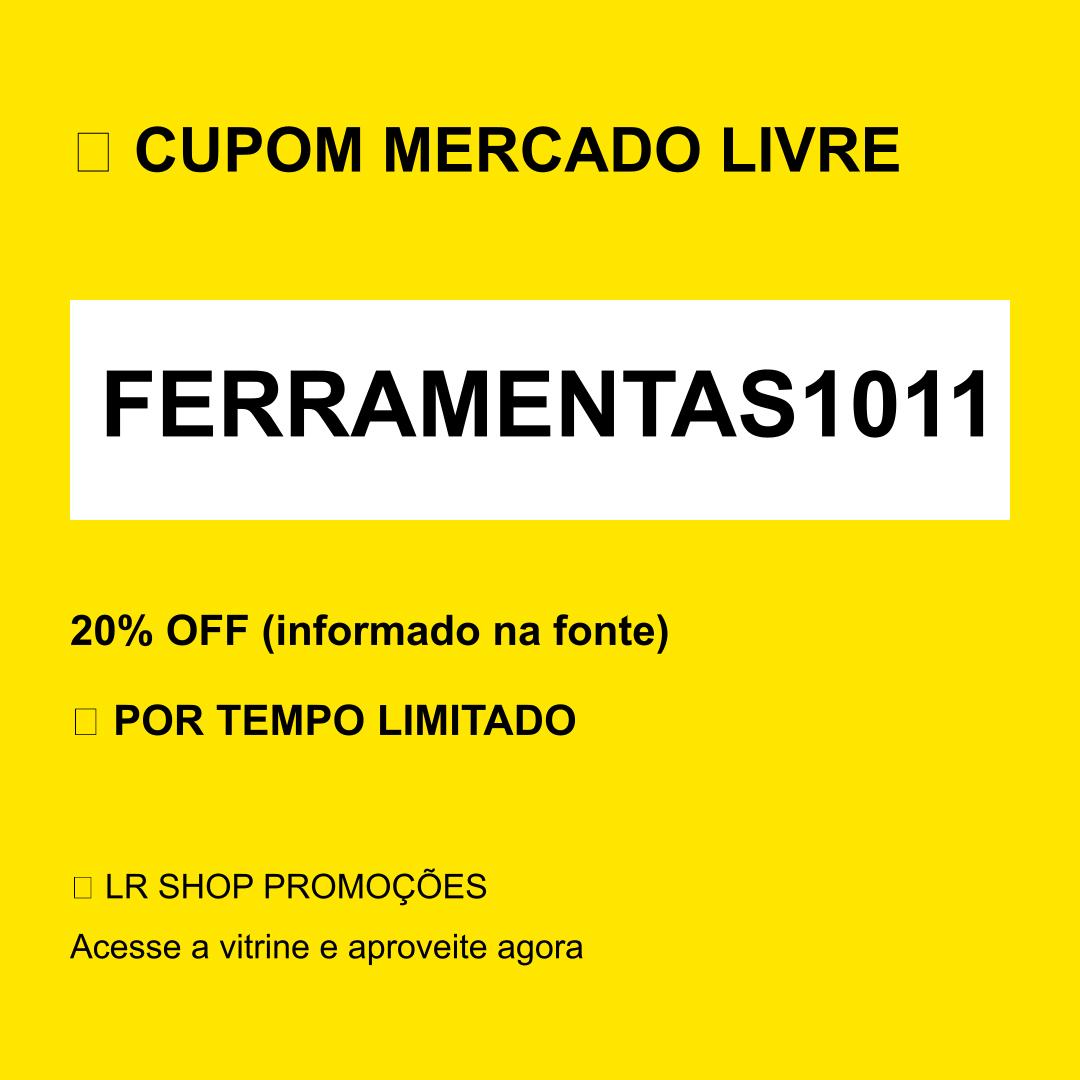 CUPOM MERCADO LIVRE
FERRAMENTAS1011
20% OFF (informado na fonte)
POR TEMPO LIMITADO
LR SHOP PROMOÇÕES
Acesse a vitrine e aproveite agora